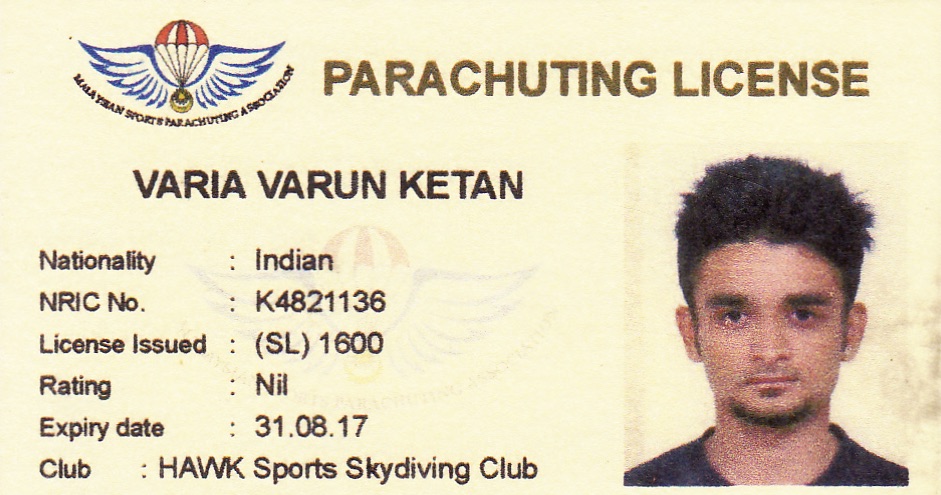 MALAYSIAN SPORTS PARACHUTING ASSOCIATION
PARACHUTING LICENSE
VARIA VARUN KETAN
Nationality : Indian
NRIC No. : K4821136
License Issued : (SL) 1600
Rating : Nil
Expiry date : 31.08.17
Club : HAWK Sports Skydiving Club